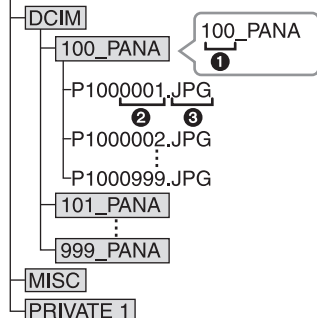 DCIM
100_PANA
100_PANA
❶
P1000001.JPG
❷ ❸
P1000002.JPG
P1000999.JPG
101_PANA
999_PANA
MISC
PRIVATE 1